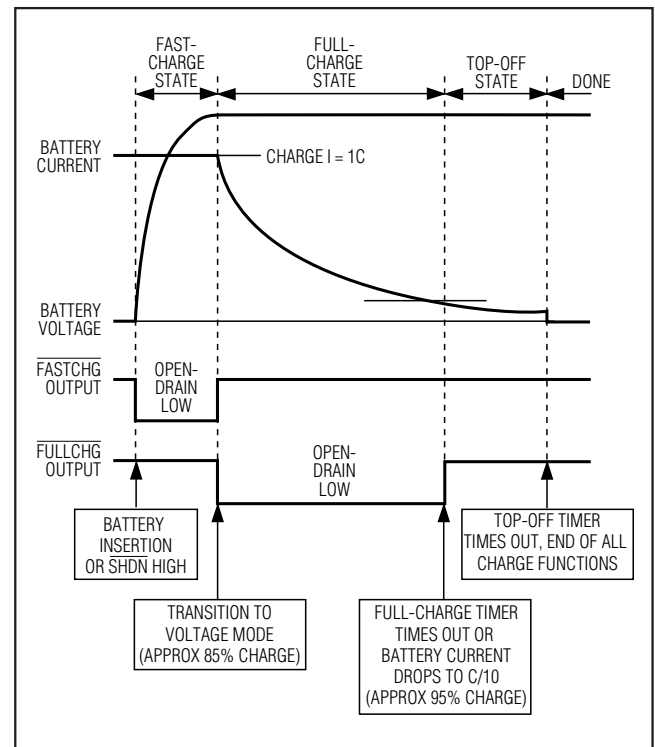 FAST-
CHARGE
STATE
FULL-
CHARGE
STATE
TOP-OFF
STATE
DONE
BATTERY
CURRENT
CHARGE I = 1C
BATTERY
VOLTAGE
FASTCHG
OUTPUT
OPEN-
DRAIN
LOW
FULLCHG
OUTPUT
OPEN-
DRAIN
LOW
BATTERY
INSERTION
OR SHDN HIGH
TOP-OFF TIMER
TIMES OUT, END OF ALL
CHARGE FUNCTIONS
TRANSITION TO
VOLTAGE MODE
(APPROX 85% CHARGE)
FULL-CHARGE TIMER
TIMES OUT OR
BATTERY CURRENT
DROPS TO C/10
(APPROX 95% CHARGE)